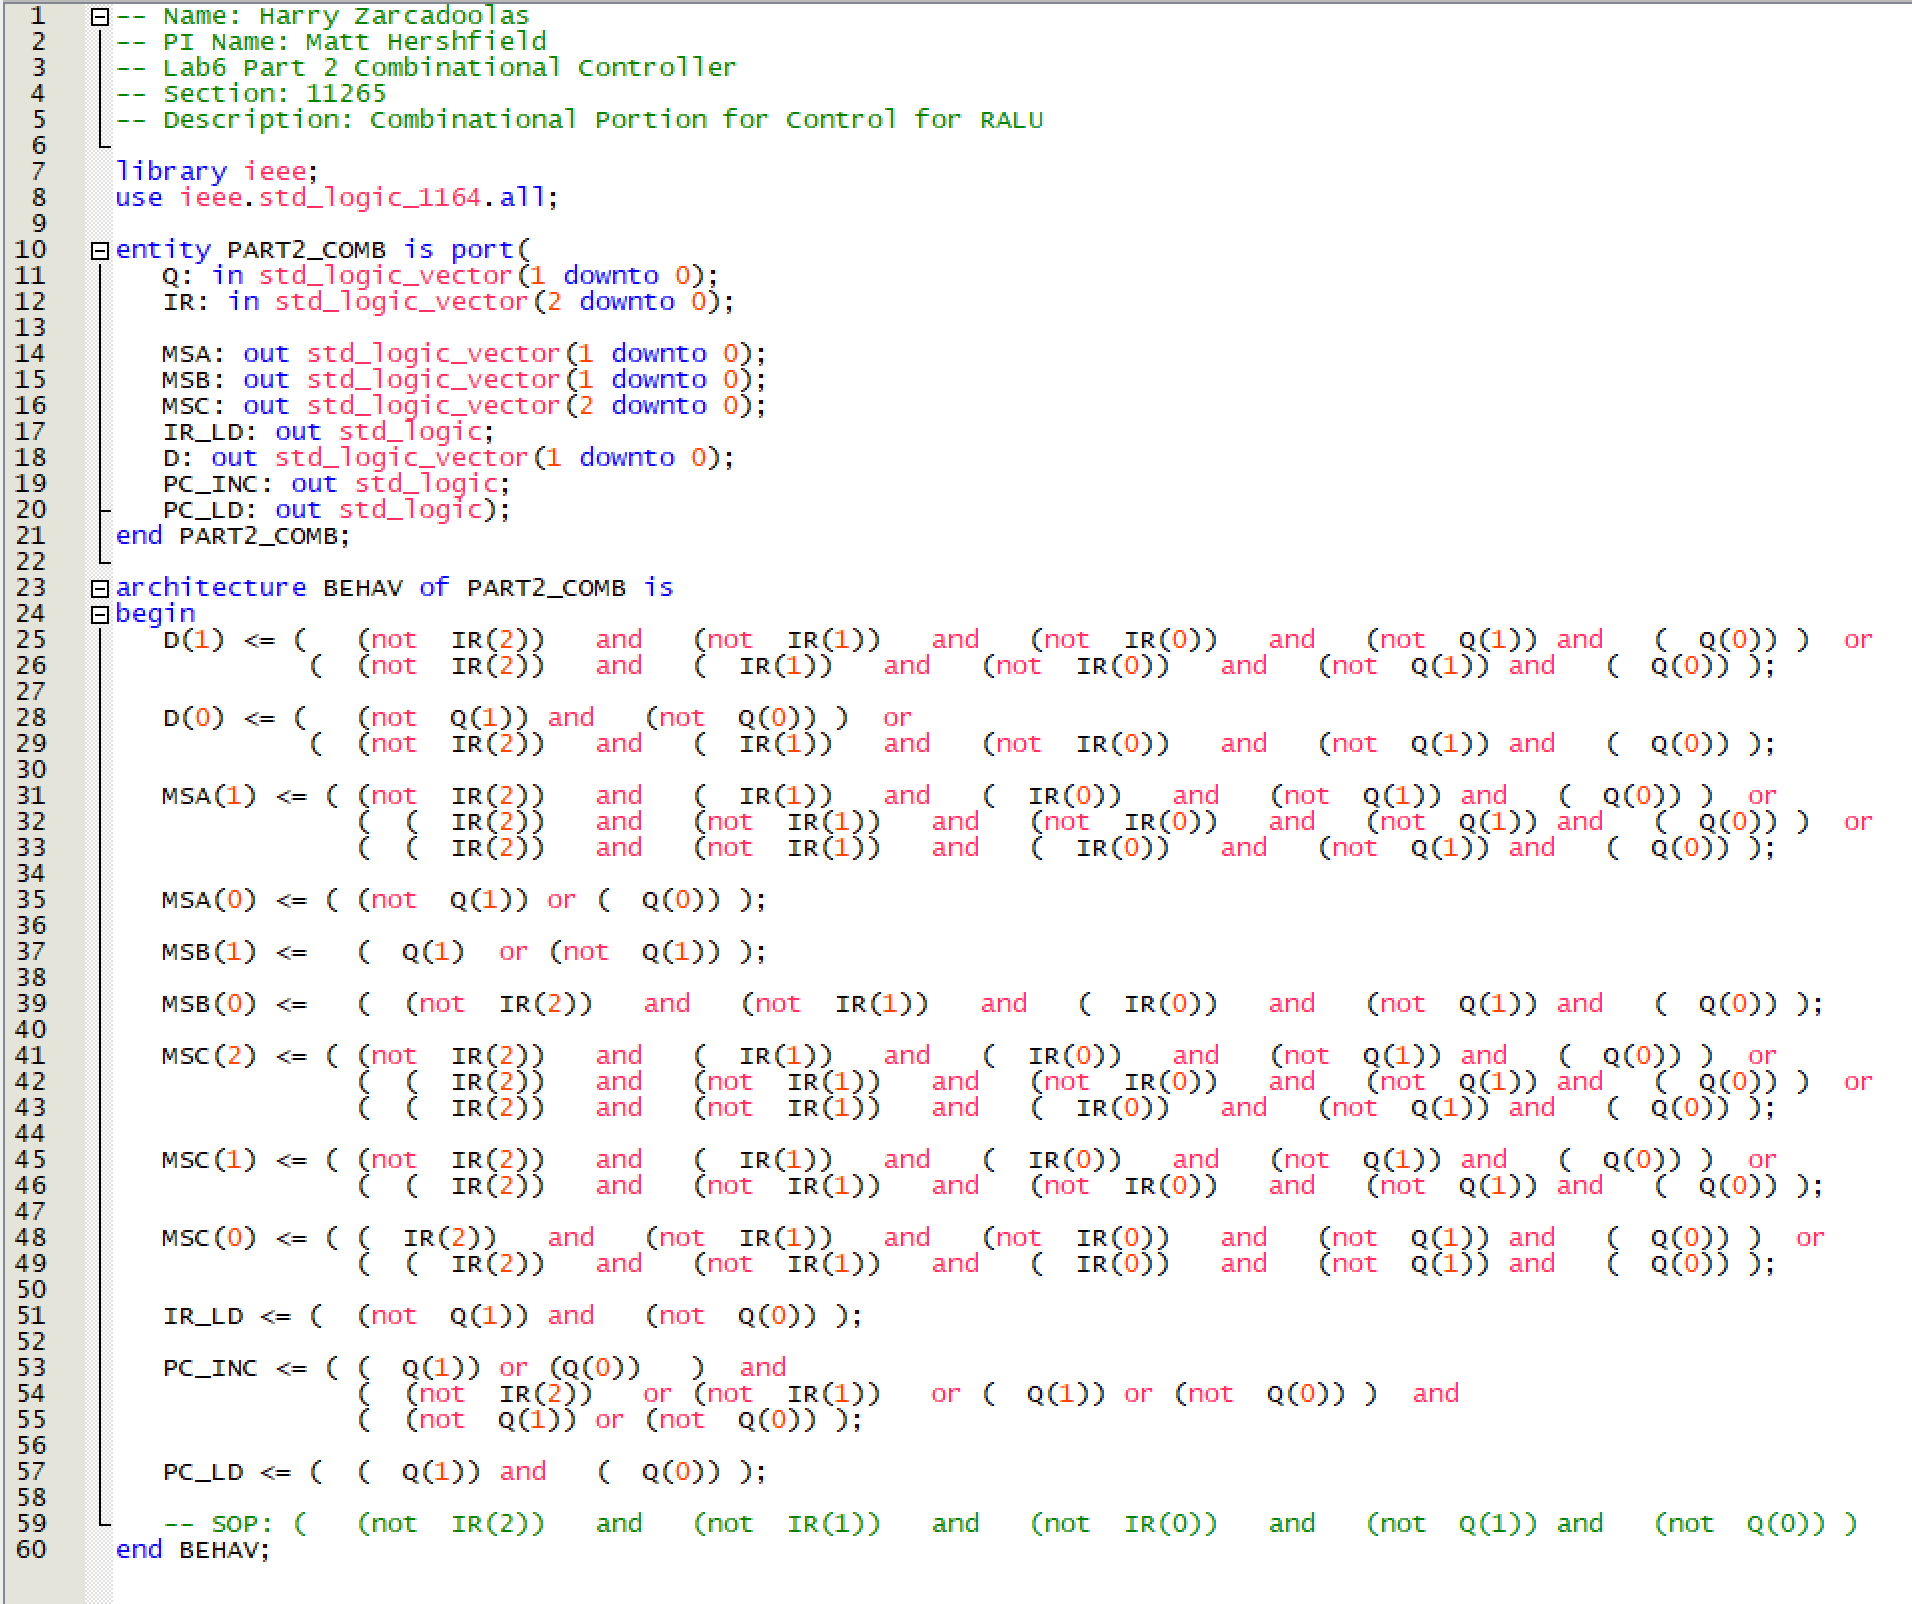 1 -- Name: Harry Zarcadoolas
2 -- PI Name: Matt Hershfield
3 -- Lab6 Part 2 Combinational Controller
4 -- Section: 11265
5 -- Description: Combinational Portion for Control for RALU
6
7 library ieee;
8 use ieee.std_logic_1164.all;
9
10 entity PART2_COMB is port(
11 Q: in std_logic_vector(1 downto 0);
12 IR: in std_logic_vector(2 downto 0);
13
14 MSA: out std_logic_vector(1 downto 0);
15 MSB: out std_logic_vector(1 downto 0);
16 MSC: out std_logic_vector(2 downto 0);
17 IR_LD: out std_logic;
18 D: out std_logic_vector(1 downto 0);
19 PC_INC: out std_logic;
20 PC_LD: out std_logic);
21 end PART2_COMB;
22
23 architecture BEHAV of PART2_COMB is
24 begin
25 D(1) <= ( (not IR(2)) and (not IR(1)) and (not IR(0)) and (not Q(1)) and ( Q(0)) ) or
26 ( (not IR(2)) and ( IR(1)) and (not IR(0)) and (not Q(1)) and ( Q(0)) );
27
28 D(0) <= ( (not Q(1)) and (not Q(0)) ) or
29 ( (not IR(2)) and ( IR(1)) and (not IR(0)) and (not Q(1)) and ( Q(0)) );
30
31 MSA(1) <= ( (not IR(2)) and ( IR(1)) and ( IR(0)) and (not Q(1)) and ( Q(0)) ) or
32 ( ( IR(2)) and (not IR(1)) and (not IR(0)) and (not Q(1)) and ( Q(0)) ) or
33 ( ( IR(2)) and (not IR(1)) and ( IR(0)) and (not Q(1)) and ( Q(0)) );
34
35 MSA(0) <= ( (not Q(1)) or ( Q(0)) );
36
37 MSB(1) <= ( Q(1) or (not Q(1)) );
38
39 MSB(0) <= ( (not IR(2)) and (not IR(1)) and ( IR(0)) and (not Q(1)) and ( Q(0)) );
40
41 MSC(2) <= ( (not IR(2)) and ( IR(1)) and ( IR(0)) and (not Q(1)) and ( Q(0)) ) or
42 ( ( IR(2)) and (not IR(1)) and (not IR(0)) and (not Q(1)) and ( Q(0)) ) or
43 ( ( IR(2)) and (not IR(1)) and ( IR(0)) and (not Q(1)) and ( Q(0)) );
44
45 MSC(1) <= ( (not IR(2)) and ( IR(1)) and ( IR(0)) and (not Q(1)) and ( Q(0)) ) or
46 ( ( IR(2)) and (not IR(1)) and (not IR(0)) and (not Q(1)) and ( Q(0)) );
47
48 MSC(0) <= ( ( IR(2)) and (not IR(1)) and (not IR(0)) and (not Q(1)) and ( Q(0)) ) or
49 ( ( IR(2)) and (not IR(1)) and ( IR(0)) and (not Q(1)) and ( Q(0)) );
50
51 IR_LD <= ( (not Q(1)) and (not Q(0)) );
52
53 PC_INC <= ( ( Q(1)) or (Q(0)) ) and
54 ( (not IR(2)) or (not IR(1)) or ( Q(1)) or (not Q(0)) ) and
55 ( (not Q(1)) or (not Q(0)) );
56
57 PC_LD <= ( ( Q(1)) and ( Q(0)) );
58
59 -- SOP: ( (not IR(2)) and (not IR(1)) and (not IR(0)) and (not Q(1)) and (not Q(0)) )
60 end BEHAV;